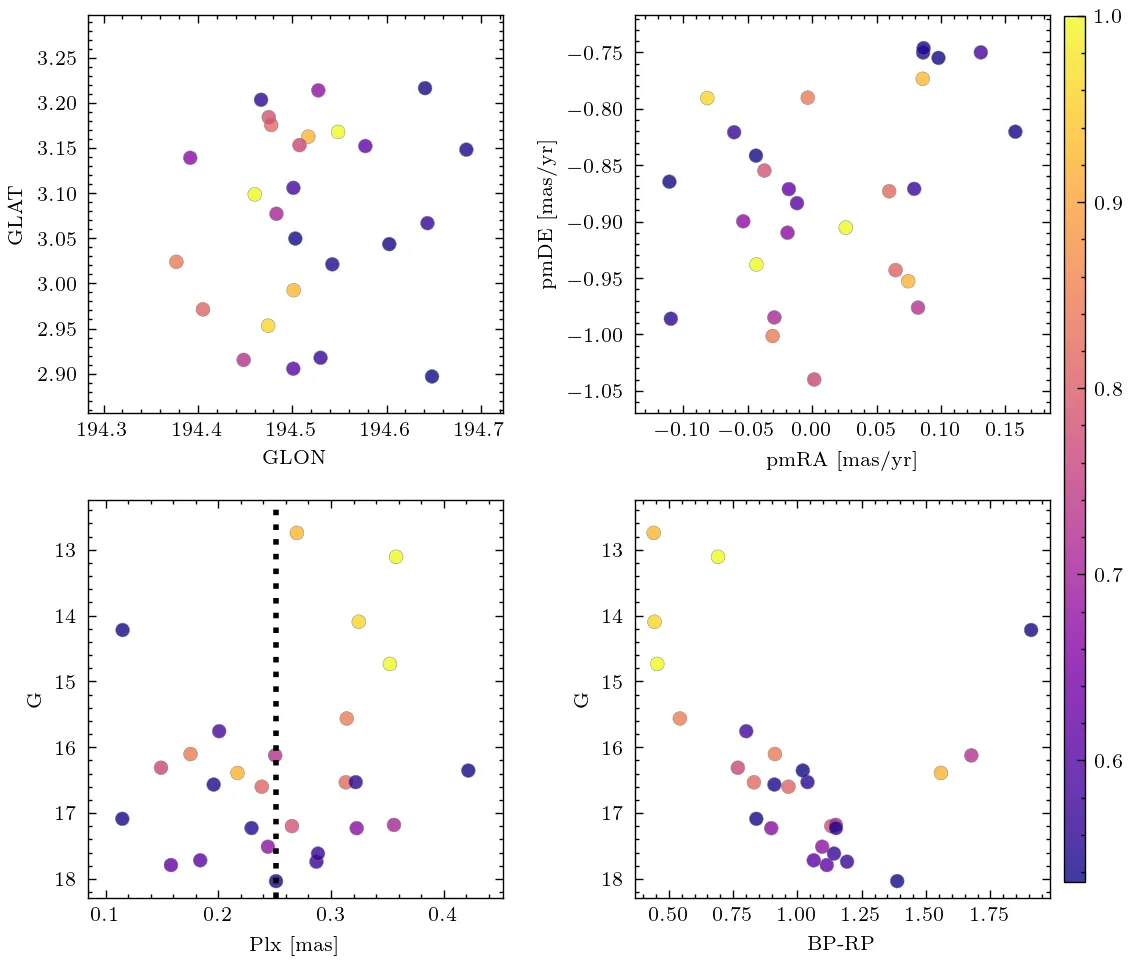 3.25
3.20
3.15
3.10
3.05
3.00
2.95
2.90
GLAT
194.3 194.4 194.5 194.6 194.7
GLON
−0.75
−0.80
−0.85
−0.90
−0.95
−1.00
−1.05
pmDE [mas/yr]
−0.10 −0.05 0.00 0.05 0.10 0.15
pmRA [mas/yr]
1.0
0.9
0.8
0.7
0.6
13
14
15
16
17
18
G
0.1 0.2 0.3 0.4
Plx [mas]
13
14
15
16
17
18
G
0.50 0.75 1.00 1.25 1.50 1.75
BP-RP